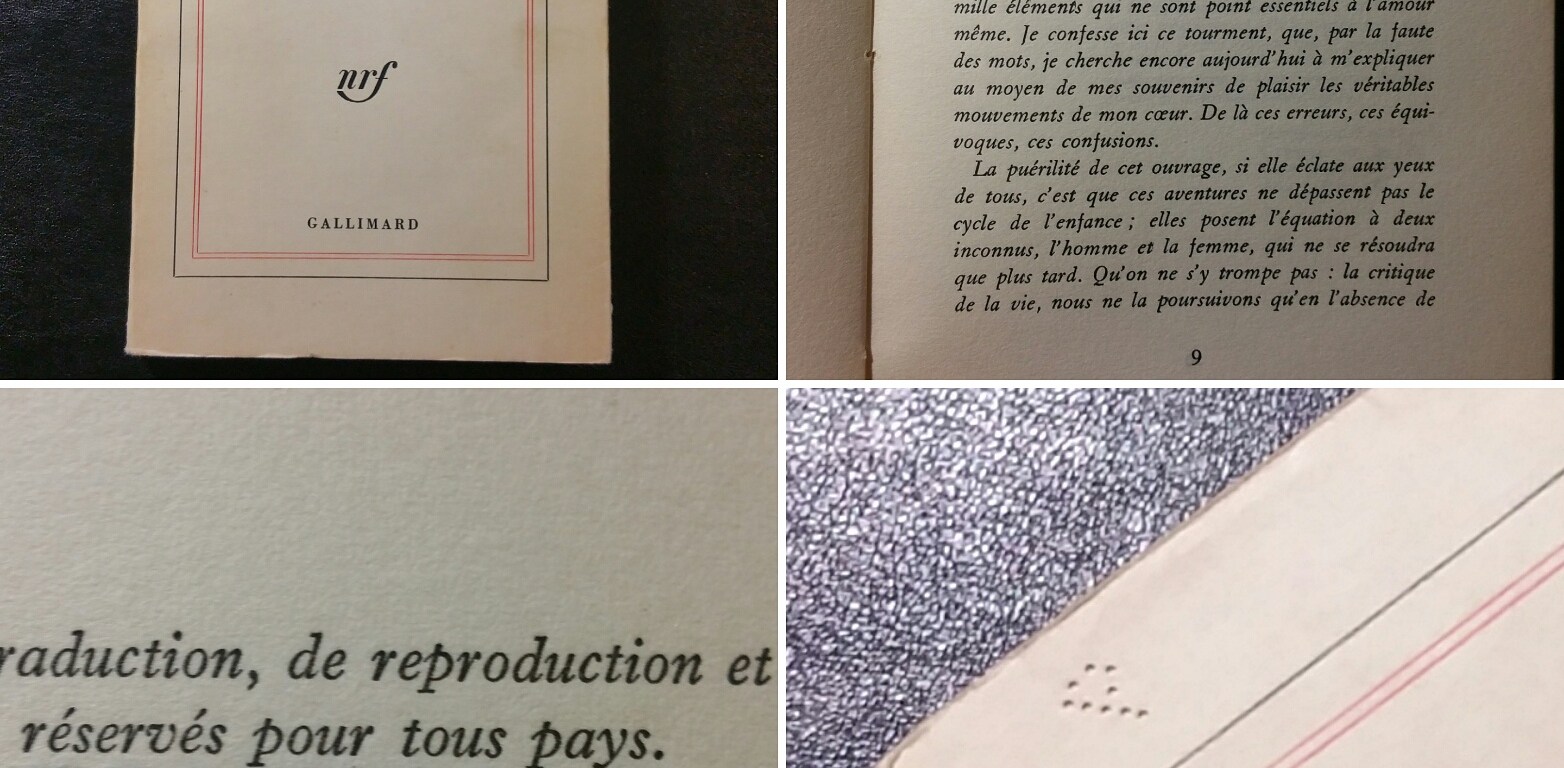 nrf
GALLIMARD
mille éléments qui ne sont point essentiels à l'amour
même. Je confesse ici ce tourment, que, par la faute
des mots, je cherche encore aujourd'hui à m'expliquer
au moyen de mes souvenirs de plaisir les véritables
mouvements de mon cœur. De là ces erreurs, ces équi-
voques, ces confusions.
La puérilité de cet ouvrage, si elle éclate aux yeux
de tous, c'est que ces aventures ne dépassent pas le
cycle de l'enfance ; elles posent l'équation à deux
inconnus, l'homme et la femme, qui ne se résoudra
que plus tard. Qu'on ne s'y trompe pas : la critique
de la vie, nous ne la poursuivons qu'en l'absence de
9
raduction, de reproduction et
réservés pour tous pays.